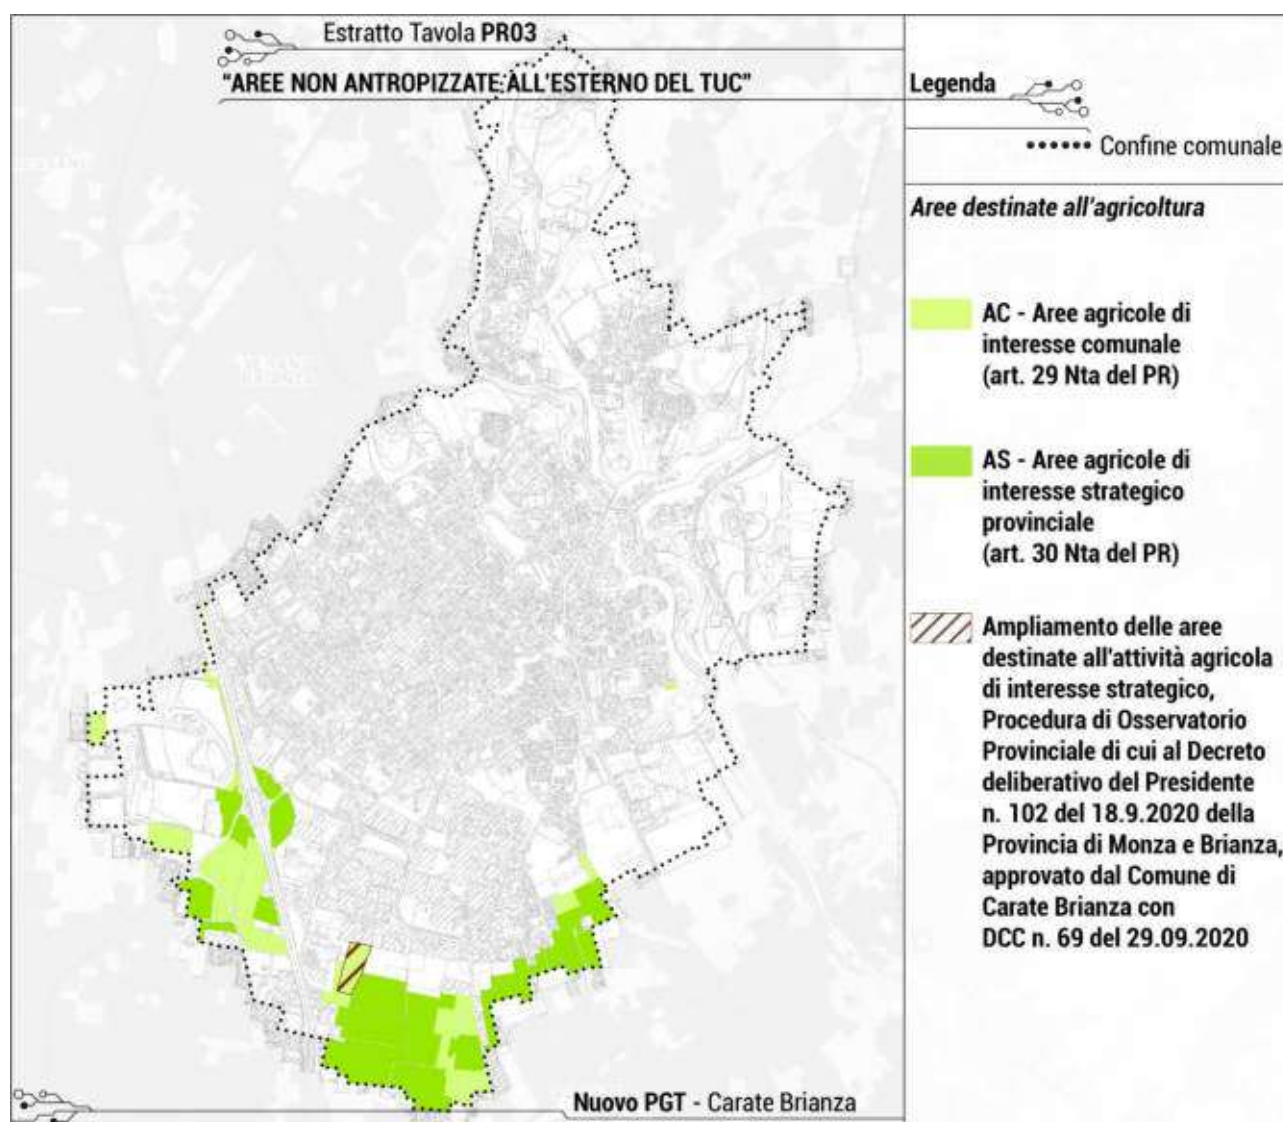 Estratto Tavola PR03
"AREE NON ANTROPIZZATE ALL'ESTERNO DEL TUC"
Legenda
Confine comunale
Aree destinate all'agricoltura
AC - Aree agricole di
interesse comunale
(art. 29 Nta del PR)
AS - Aree agricole di
interesse strategico
provinciale
(art. 30 Nta del PR)
Ampliamento delle aree
destinate all'attività agricola
di interesse strategico,
Procedura di Osservatorio
Provinciale di cui al Decreto
deliberativo del Presidente
n. 102 del 18.9.2020 della
Provincia di Monza e Brianza,
approvato dal Comune di
Carate Brianza con
DCC n. 69 del 29.09.2020
Nuovo PGT - Carate Brianza